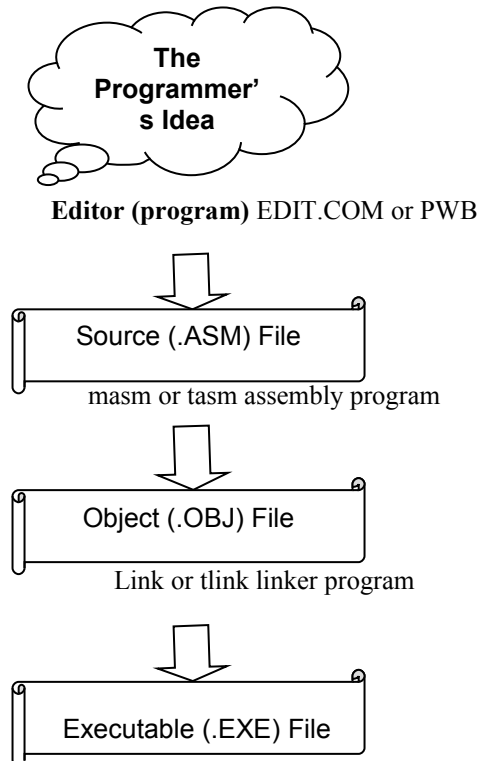 The
Programmer’
s Idea
Editor (program) EDIT.COM or PWB
Source (.ASM) File
masm or tasm assembly program
Object (.OBJ) File
Link or tlink linker program
Executable (.EXE) File